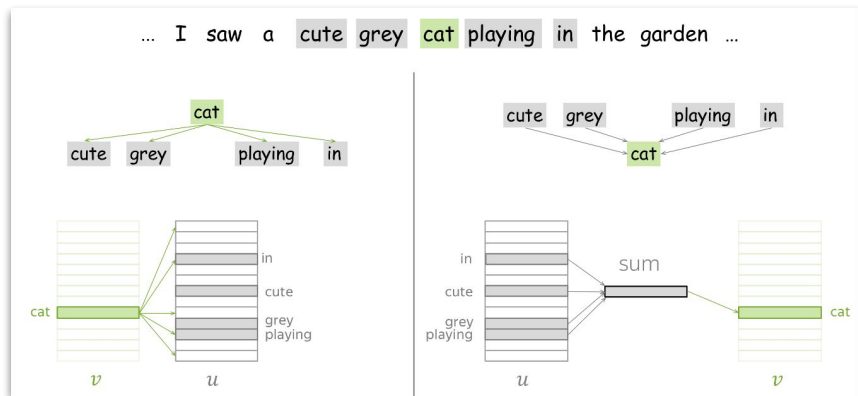 ... I saw a cute grey cat playing in the garden ...
cat
cute grey playing in
cute grey playing in
cat
in
cute
cat
grey
playing
v
u
in
sum
cute
cat
grey
playing
u
v